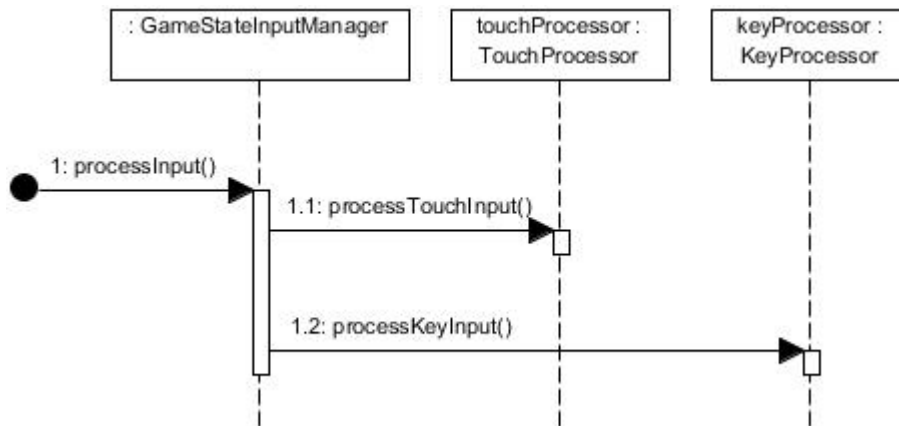 : GameStateInputManager
touchProcessor :
TouchProcessor
keyProcessor :
KeyProcessor
1: processInput()
1.1: processTouchInput()
1.2: processKeyInput()